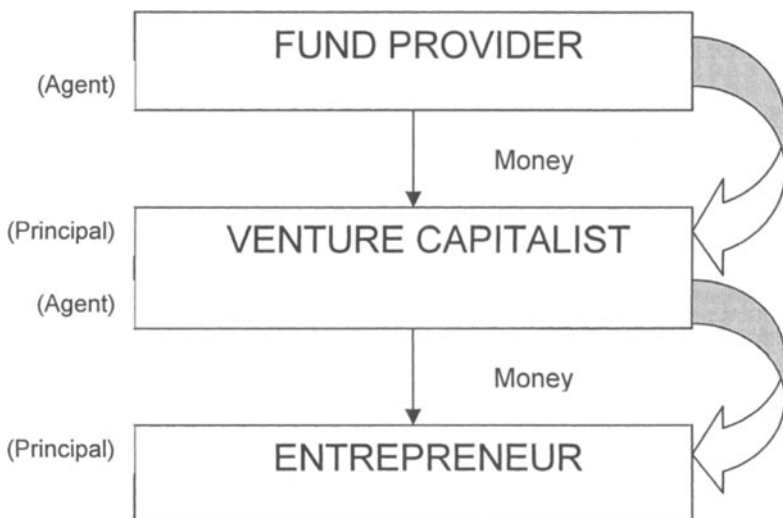 FUND PROVIDER
(Agent)
Money
(Principal)
VENTURE CAPITALIST
(Agent)
Money
(Principal)
ENTREPRENEUR